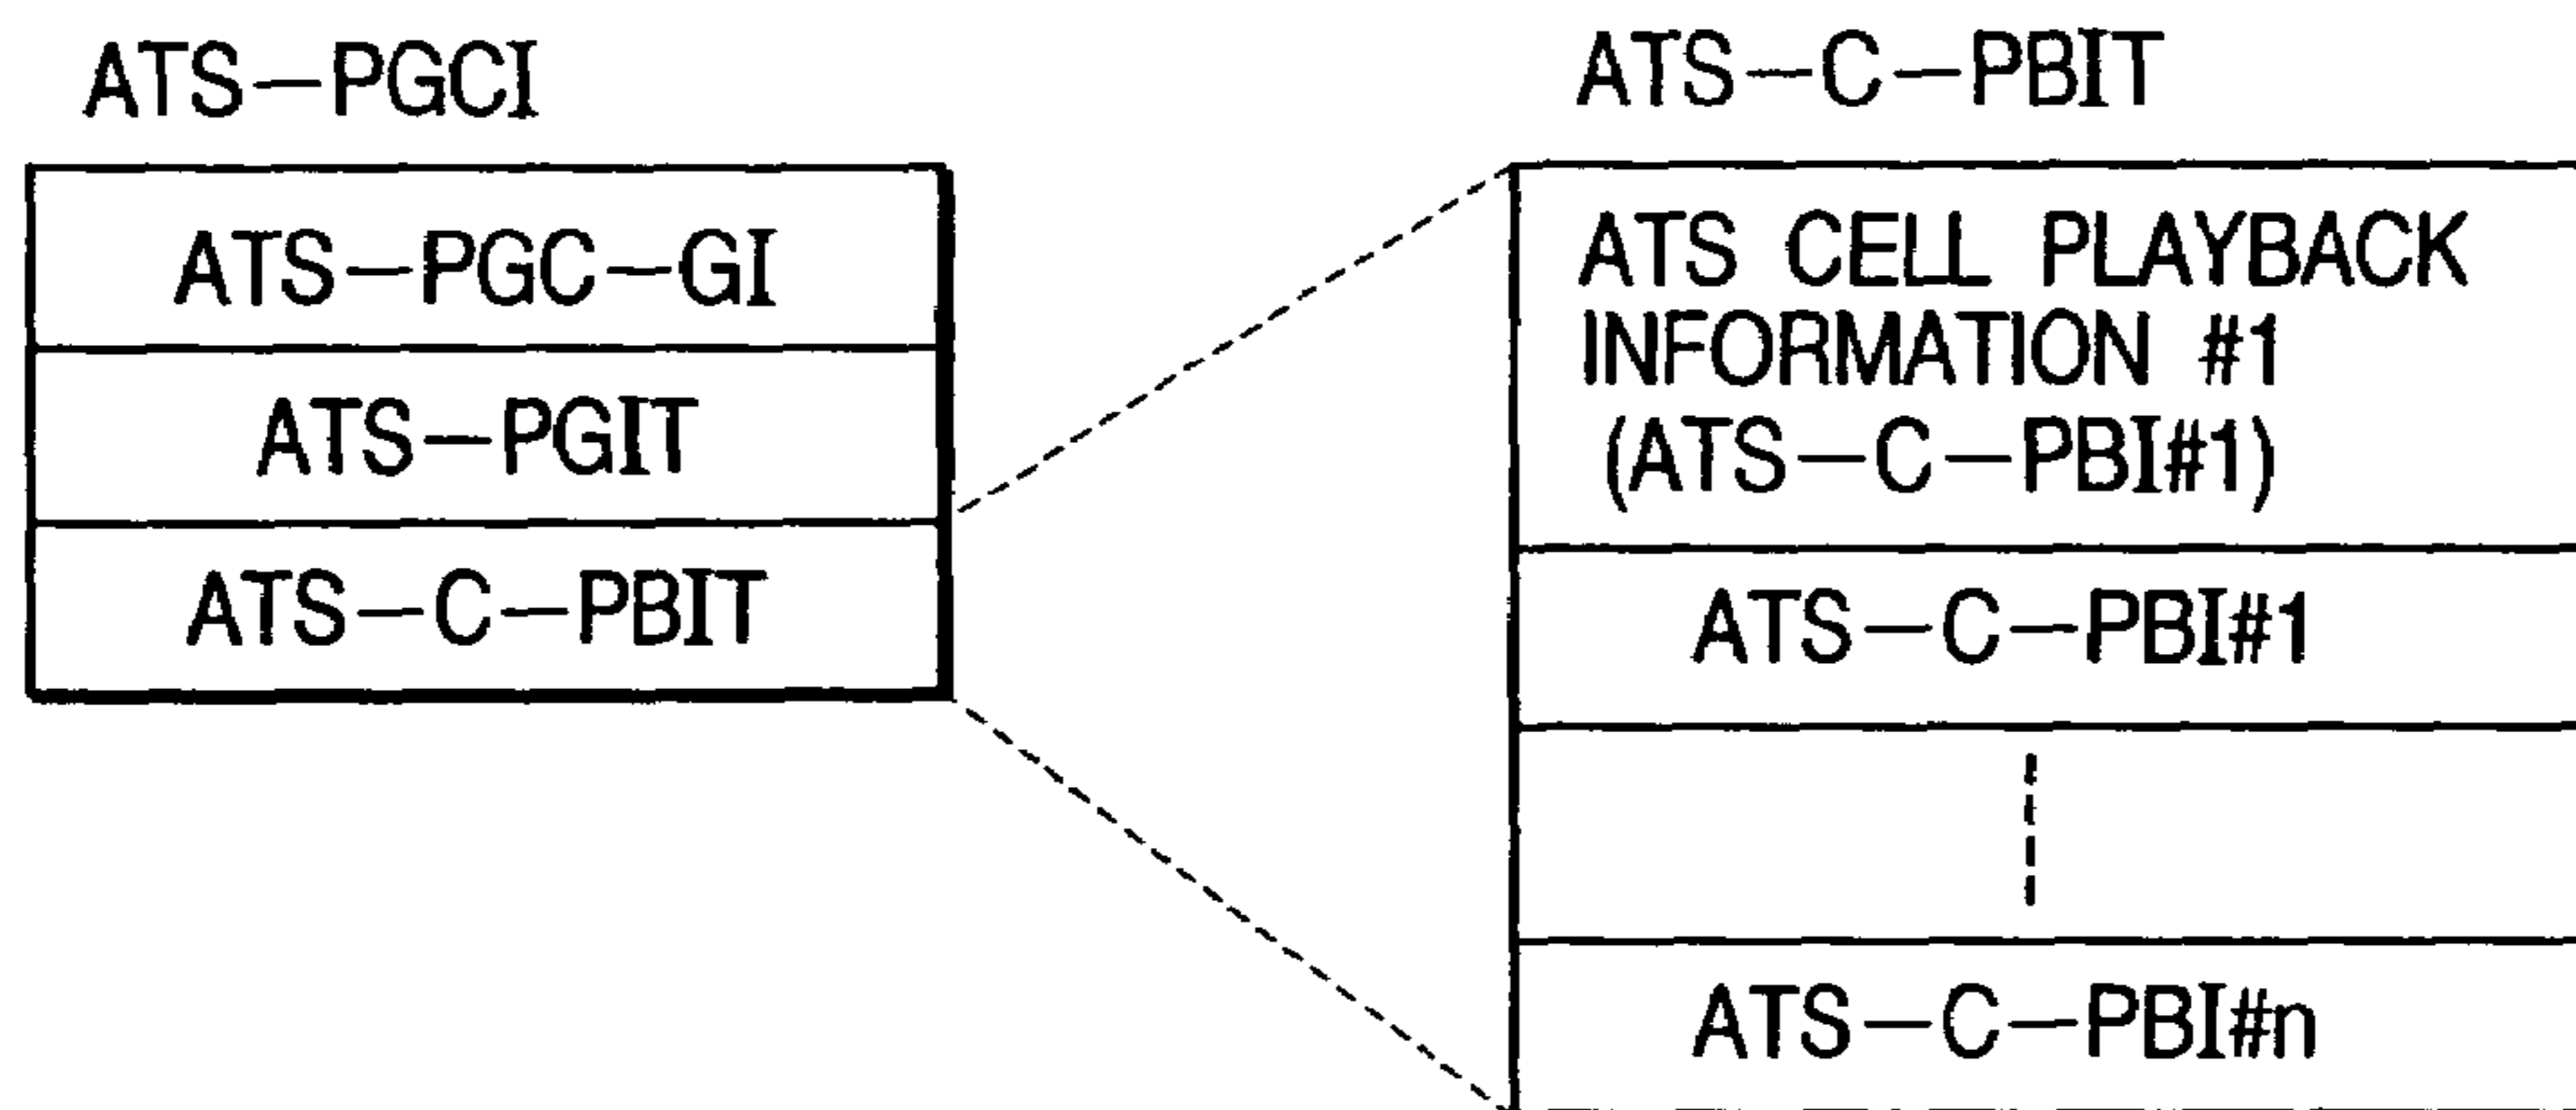 ATS-PGCI
ATS-PGC-GI
ATS-PGIT
ATS-C-PBIT
ATS-C-PBIT
ATS CELL PLAYBACK
INFORMATION #1
(ATS-C-PBI#1)
ATS-C-PBI#1
ATS-C-PBI#n